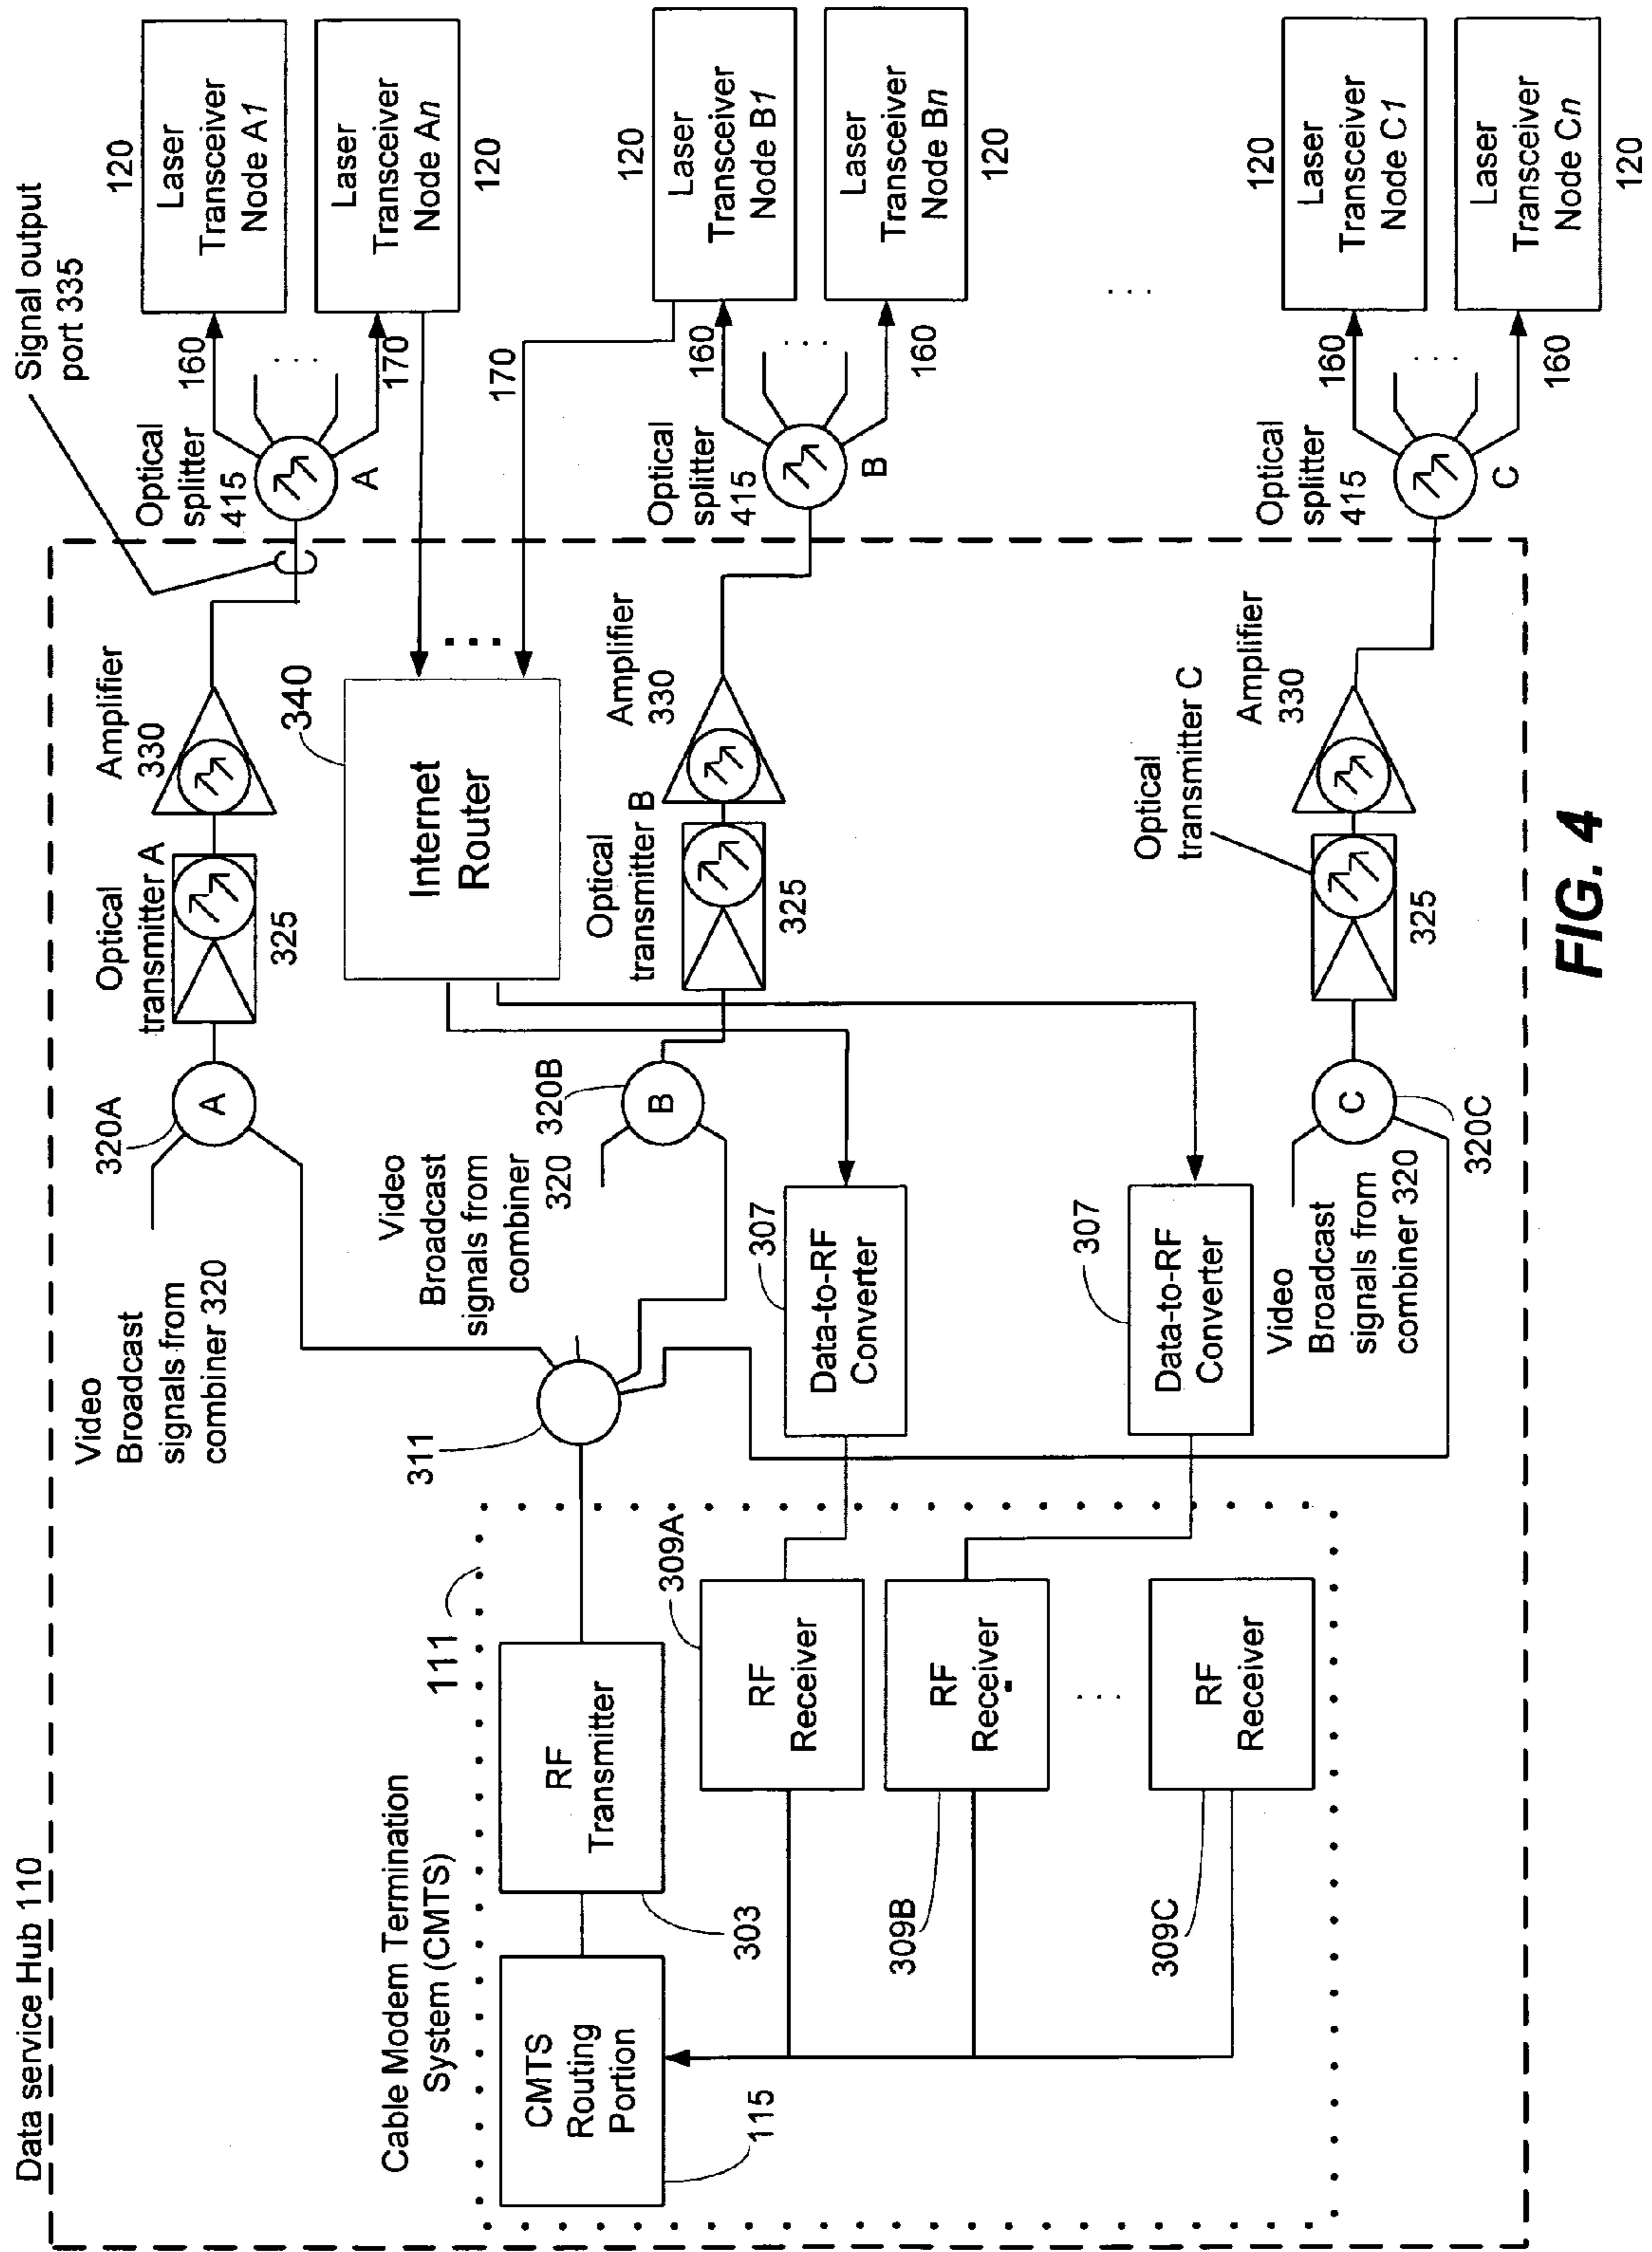 Data service Hub 110
Signal output
port 335
Video
Broadcast
signals from
combiner 320
320A
A
Optical
transmitter A
325
Amplifier
330
Optical
splitter
415
A
160
170
120
Laser
Transceiver
Node A1
Laser
Transceiver
Node An
120
Cable Modem Termination
System (CMTS)
111
CMTS
Routing
Portion
115
RF
Transmitter
303
311
Internet
Router
340
170
Video
Broadcast
signals from
combiner
320
320B
B
Optical
transmitter B
325
Amplifier
330
Optical
splitter
415
B
160
160
120
Laser
Transceiver
Node B1
Laser
Transceiver
Node Bn
120
RF
Receiver
309A
RF
Receiver
309B
RF
Receiver
309C
307
Data-to-RF
Converter
307
Data-to-RF
Converter
Video
Broadcast
signals from
combiner 320
C
320C
Optical
transmitter C
325
Amplifier
330
Optical
splitter
415
C
160
160
120
Laser
Transceiver
Node C1
Laser
Transceiver
Node Cn
120
FIG. 4